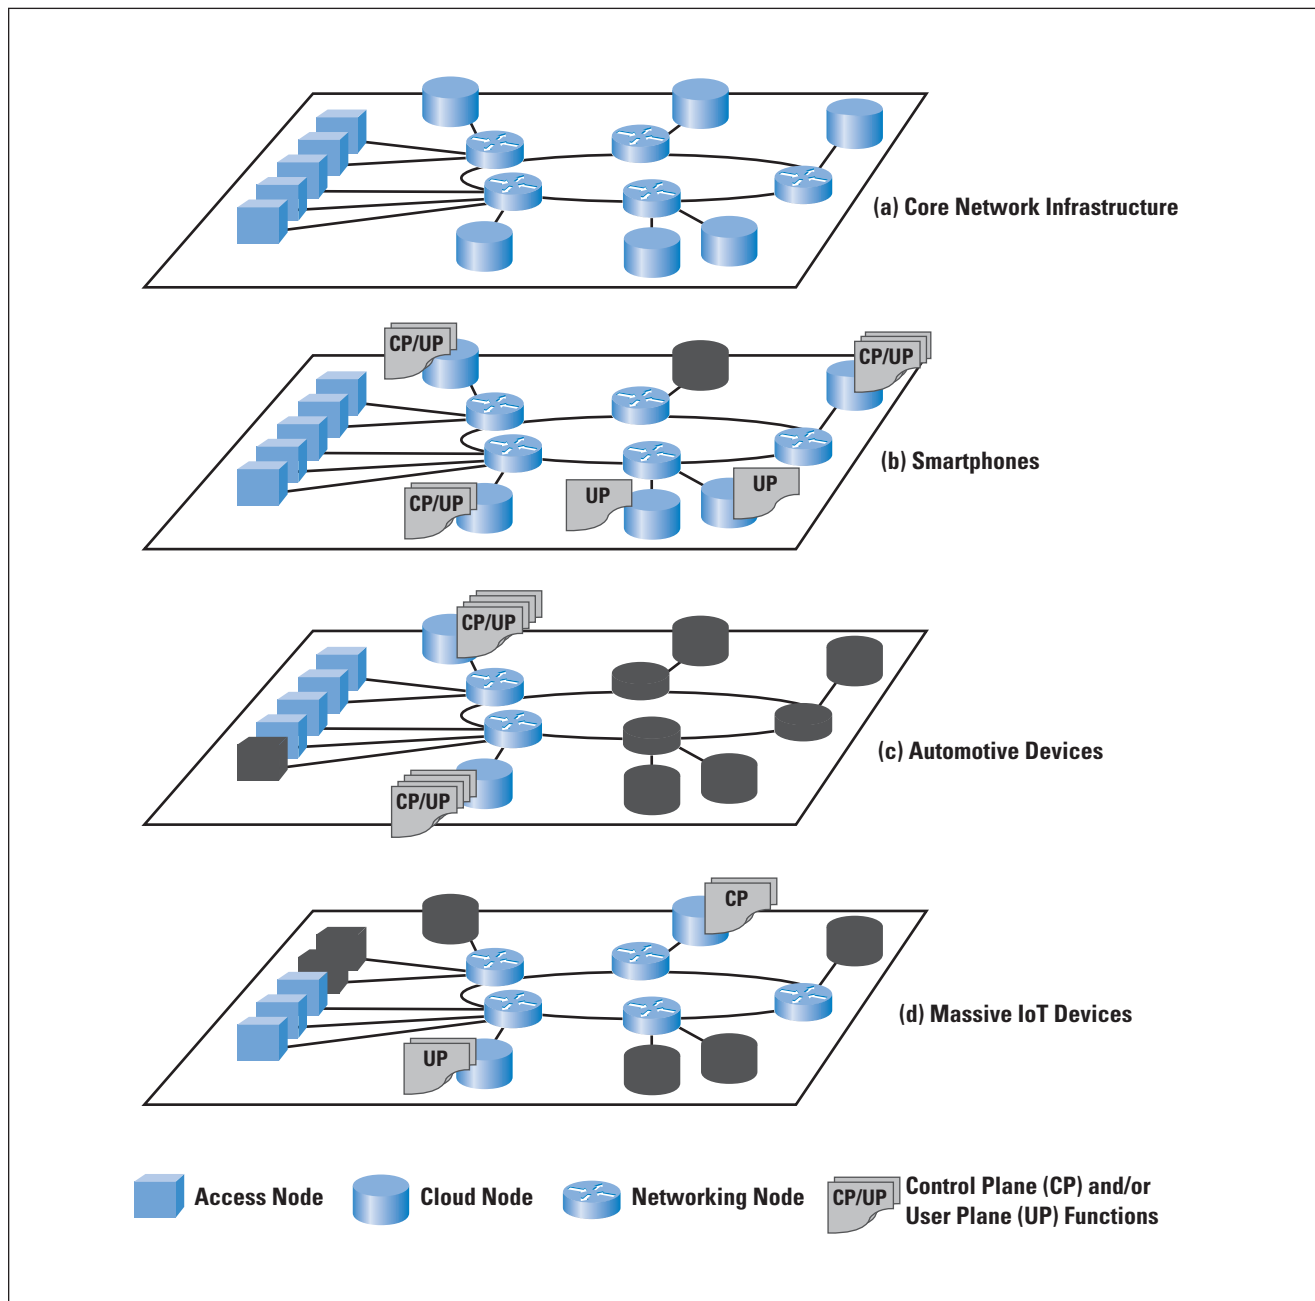 (a) Core Network Infrastructure
CP/UP
CP/UP
CP/UP
UP
UP
(b) Smartphones
CP/UP
CP/UP
(c) Automotive Devices
CP
UP
(d) Massive IoT Devices
Access Node
Cloud Node
Networking Node
CP/UP
Control Plane (CP) and/or
User Plane (UP) Functions